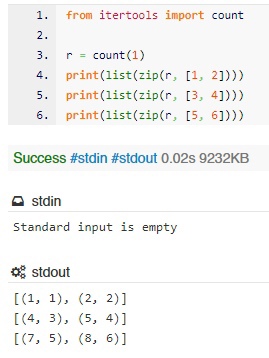 1. from itertools import count
2.
3. r = count(1)
4. print(list(zip(r, [1, 2])))
5. print(list(zip(r, [3, 4])))
6. print(list(zip(r, [5, 6])))
Success #stdin #stdout 0.02s 9232KB
stdin
Standard input is empty
stdout
[(1, 1), (2, 2)]
[(4, 3), (5, 4)]
[(7, 5), (8, 6)]